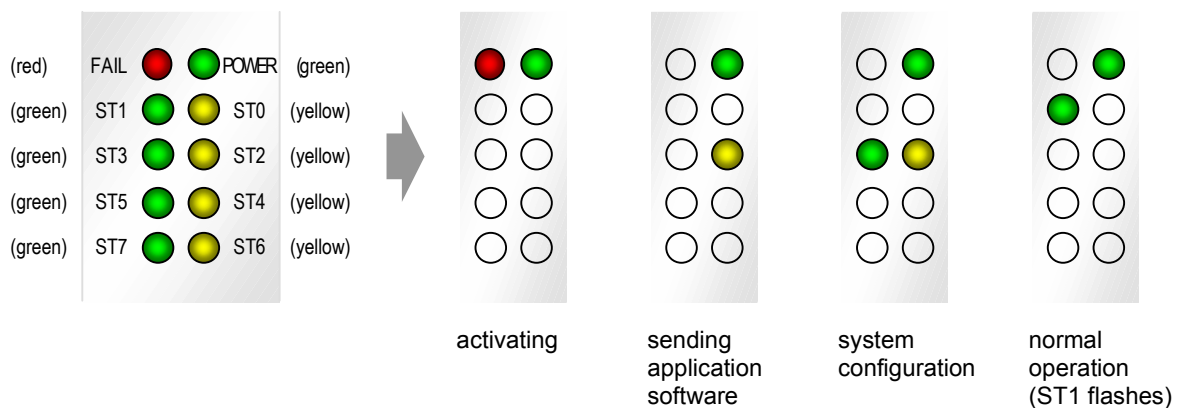 (red) FAIL POWER (green)
(green) ST1 ST0 (yellow)
(green) ST3 ST2 (yellow)
(green) ST5 ST4 (yellow)
(green) ST7 ST6 (yellow)
activating
sending
application
software
system
configuration
normal
operation
(ST1 flashes)